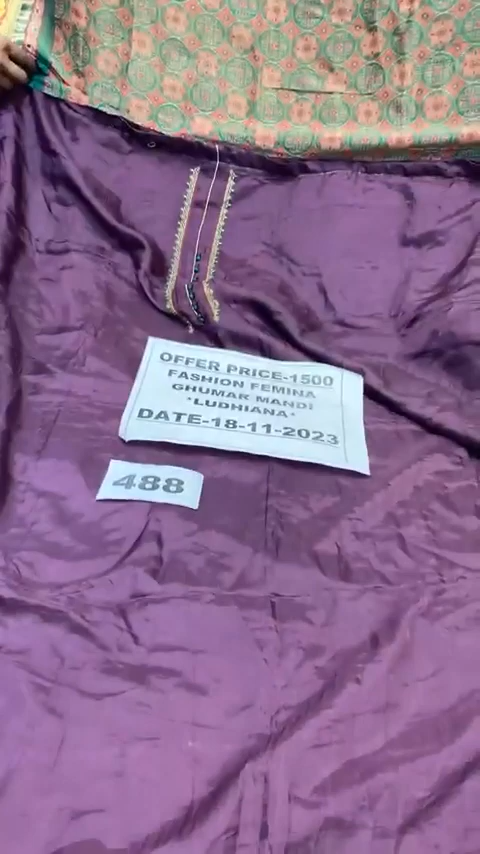 OFFER PRICE-1500
FASHION FEMINA
GHUMAR MANDI
*LUDHIANA*
DATE-18-11-2023
488